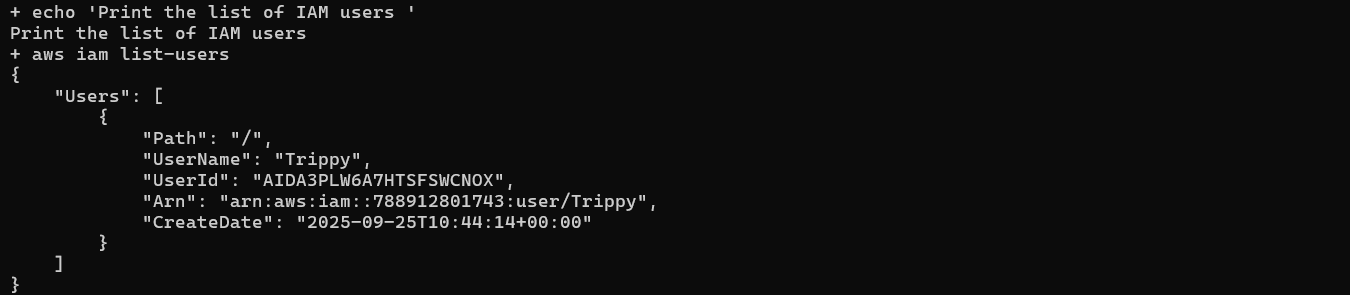 + echo 'Print the list of IAM users '
Print the list of IAM users
+ aws iam list-users
{
    "Users": [
        {
            "Path": "/",
            "UserName": "Trippy",
            "UserId": "AIDA3PLW6A7HTSFSWCNOX",
            "Arn": "arn:aws:iam::788912801743:user/Trippy",
            "CreateDate": "2025-09-25T10:44:14+00:00"
        }
    ]
}